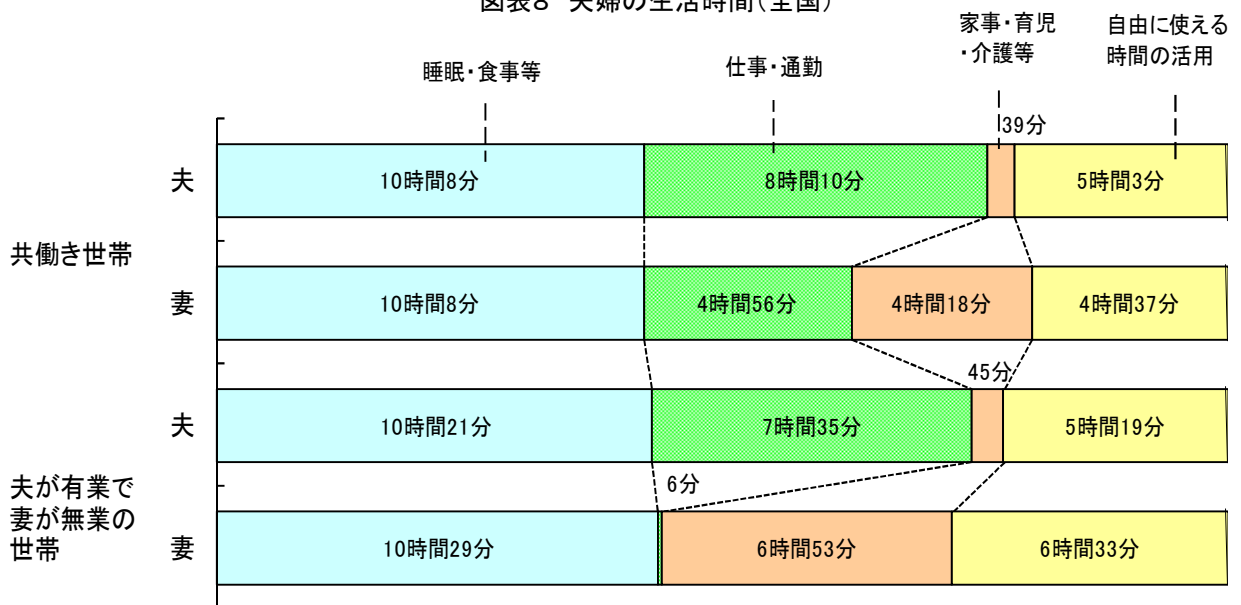 図表8 夫婦の生活時間（全国）
睡眠・食事等
仕事・通勤
家事・育児
・介護等
自由に使える
時間の活用
共働き世帯
夫
10時間8分
8時間10分
39分
5時間3分
妻
10時間8分
4時間56分
4時間18分
4時間37分
夫が有業で
妻が無業の
世帯
夫
10時間21分
7時間35分
45分
5時間19分
妻
10時間29分
6分
6時間53分
6時間33分